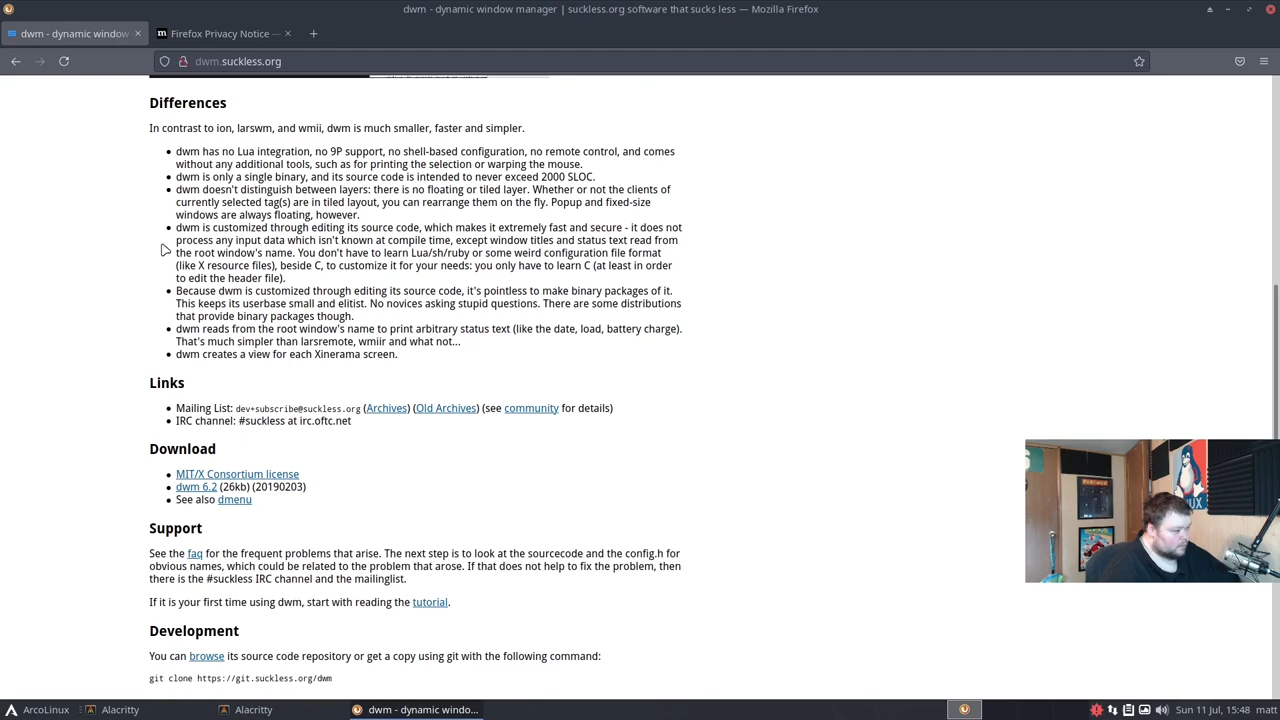 dwm - dynamic window manager | suckless.org software that sucks less — Mozilla Firefox
dwm - dynamic window
Firefox Privacy Notice —
dwm.suckless.org
Differences
In contrast to ion, larswm, and wmii, dwm is much smaller, faster and simpler.
dwm has no Lua integration, no 9P support, no shell-based configuration, no remote control, and comes
without any additional tools, such as for printing the selection or warping the mouse.
dwm is only a single binary, and its source code is intended to never exceed 2000 SLOC.
dwm doesn't distinguish between layers: there is no floating or tiled layer. Whether or not the clients of
currently selected tag(s) are in tiled layout, you can rearrange them on the fly. Popup and fixed-size
windows are always floating, however.
dwm is customized through editing its source code, which makes it extremely fast and secure - it does not
process any input data which isn't known at compile time, except window titles and status text read from
the root window's name. You don't have to learn Lua/sh/ruby or some weird configuration file format
(like X resource files), beside C, to customize it for your needs: you only have to learn C (at least in order
to edit the header file).
Because dwm is customized through editing its source code, it's pointless to make binary packages of it.
This keeps its userbase small and elitist. No novices asking stupid questions. There are some distributions
that provide binary packages though.
dwm reads from the root window's name to print arbitrary status text (like the date, load, battery charge).
That's much simpler than larsremote, wmiir and what not...
dwm creates a view for each Xinerama screen.
Links
Mailing List: dev+subscribe@suckless.org (Archives) (Old Archives) (see community for details)
IRC channel: #suckless at irc.oftc.net
Download
MIT/X Consortium license
dwm 6.2 (26kb) (20190203)
See also dmenu
Support
See the faq for the frequent problems that arise. The next step is to look at the sourcecode and the config.h for
obvious names, which could be related to the problem that arose. If that does not help to fix the problem, then
there is the #suckless IRC channel and the mailinglist.
If it is your first time using dwm, start with reading the tutorial.
Development
You can browse its source code repository or get a copy using git with the following command:
git clone https://git.suckless.org/dwm
ArcoLinux
Alacritty
Alacritty
dwm - dynamic windo...
Sun 11 Jul, 15:48
matt